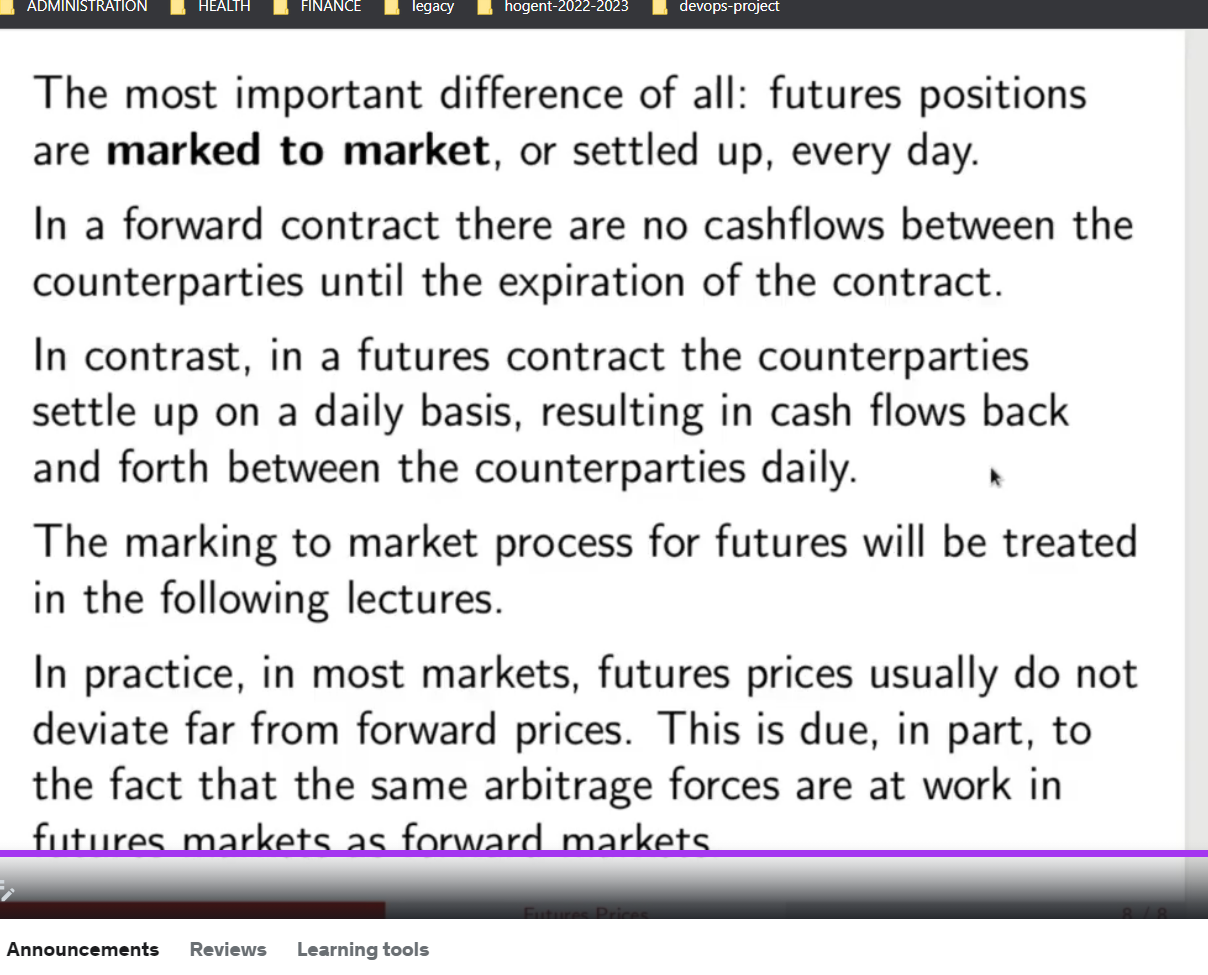 ADMINISTRATION HEALTH FINANCE legacy hogent-2022-2023 devops-project
The most important difference of all: futures positions
are marked to market, or settled up, every day.
In a forward contract there are no cashflows between the
counterparties until the expiration of the contract.
In contrast, in a futures contract the counterparties
settle up on a daily basis, resulting in cash flows back
and forth between the counterparties daily.
The marking to market process for futures will be treated
in the following lectures.
In practice, in most markets, futures prices usually do not
deviate far from forward prices. This is due, in part, to
the fact that the same arbitrage forces are at work in
futures markets as forward markets
Futures Prices 8 / 8
Announcements Reviews Learning tools